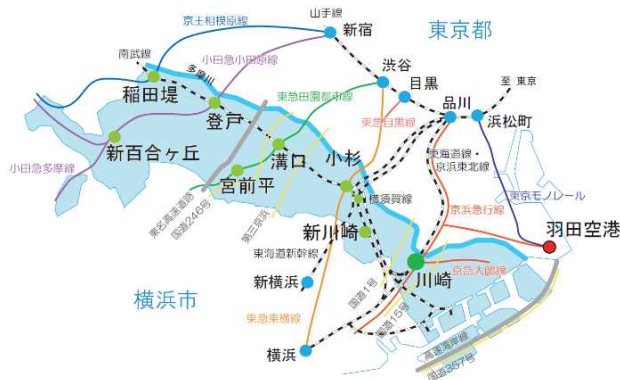 京王相模原線
山手線
新宿
東京都
南武線
多摩川
小田急小田原線
渋谷
目黒
品川
至 東京
浜松町
稲田堤
登戸
東急田園都市線
東急目黒線
新百合ヶ丘
溝口
小杉
東海道線・
京浜東北線
小田急多摩線
宮前平
横須賀線
東京モノレール
東名高速道路
国道246号
第三京浜
新川崎
京浜急行線
羽田空港
東海道新幹線
川崎
京急大師線
新横浜
国道1号
国道15号
横浜市
東急東横線
横浜
高速湾岸線
国道357号